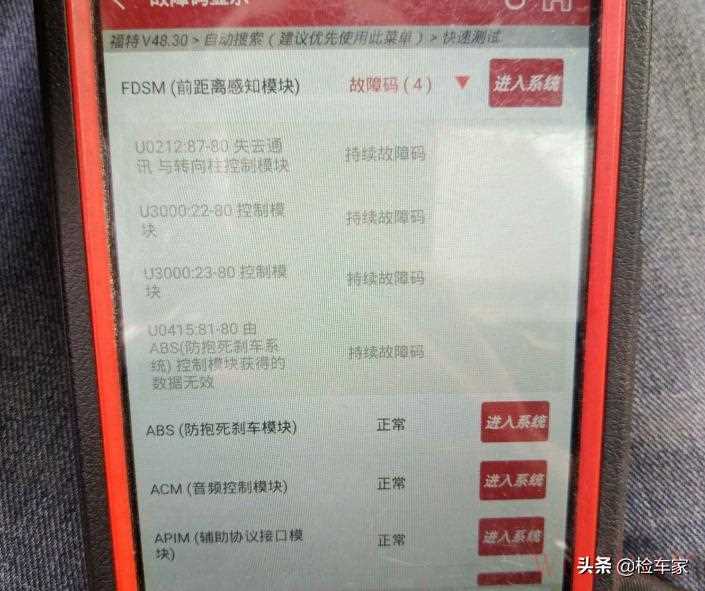 故障码显示
福特 V48.30 > 自动搜索（建议优先使用此菜单）> 快速测试
FDSM (前距离感知模块) 故障码 ( 4 ) ▼ 进入系统
U0212:87-80 失去通
讯 与转向柱控制模块
持续故障码
U3000:22-80 控制模
块
持续故障码
U3000:23-80 控制模
块
持续故障码
U0415:81-80 由
ABS(防抱死刹车系
统) 控制模块获得的
数据无效
持续故障码
ABS (防抱死刹车模块) 正常 进入系统
ACM (音频控制模块) 正常 进入系统
APIM (辅助协议接口模
块)
正常 进入系统
头条 @检车家